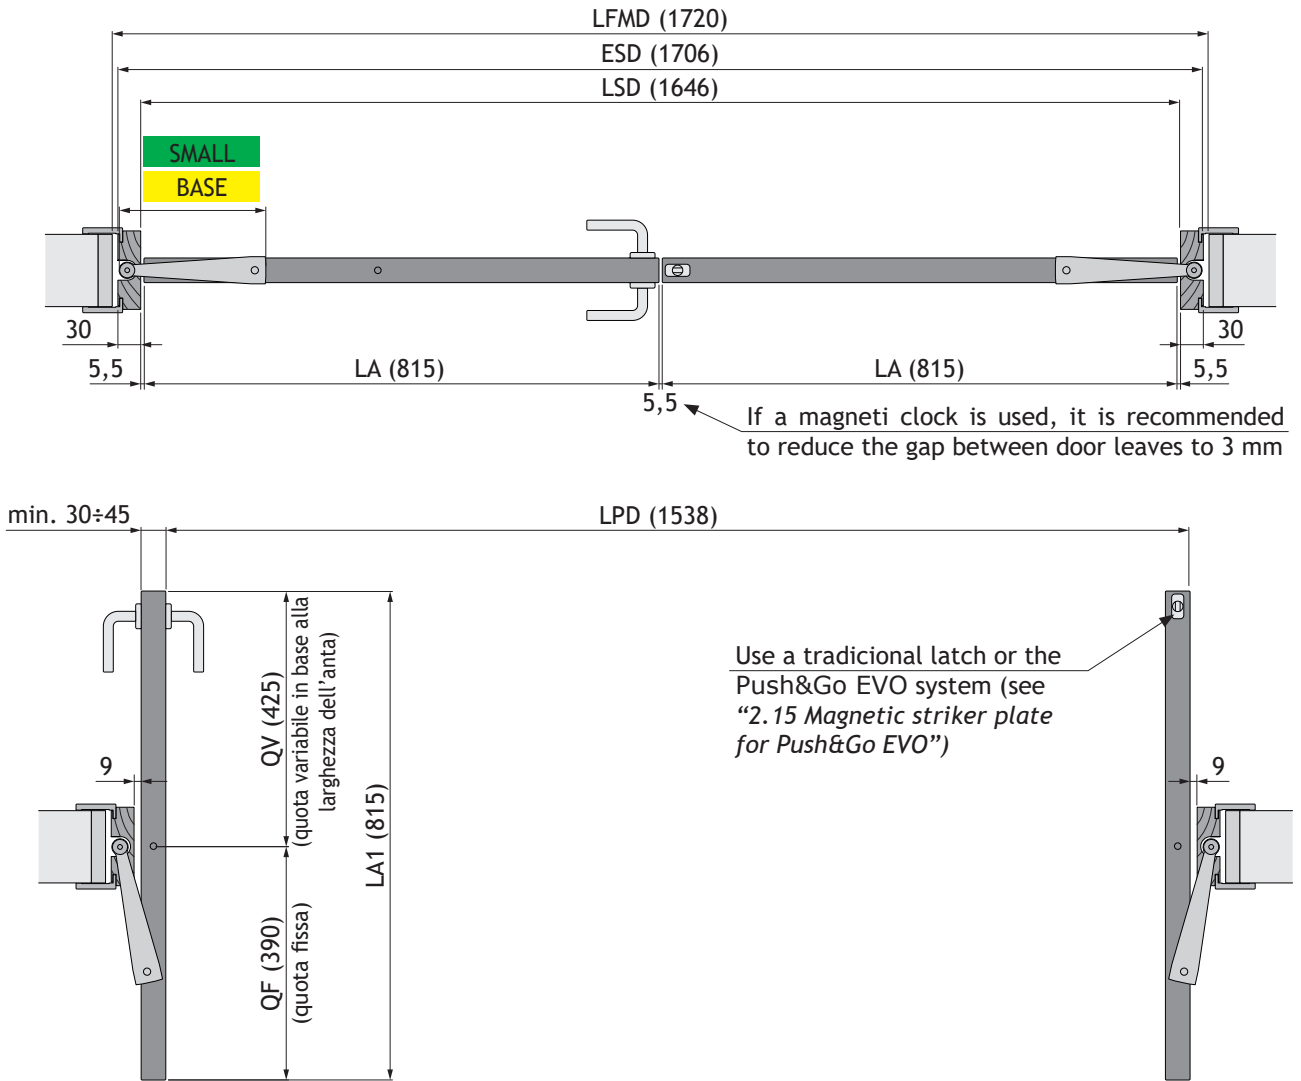 LFMD (1720)
ESD (1706)
LSD (1646)
SMALL
BASE
30
30
5,5
LA (815)
LA (815)
5,5
5,5
If a magneti clock is used, it is recommended
to reduce the gap between door leaves to 3 mm
min. 30÷45
LPD (1538)
QV (425)
(quota variabile in base alla
larghezza dell'anta)
Use a tradicional latch or the
Push&Go EVO system (see
“2.15 Magnetic striker plate
for Push&Go EVO”)
9
9
LA1 (815)
QF (390)
(quota fissa)